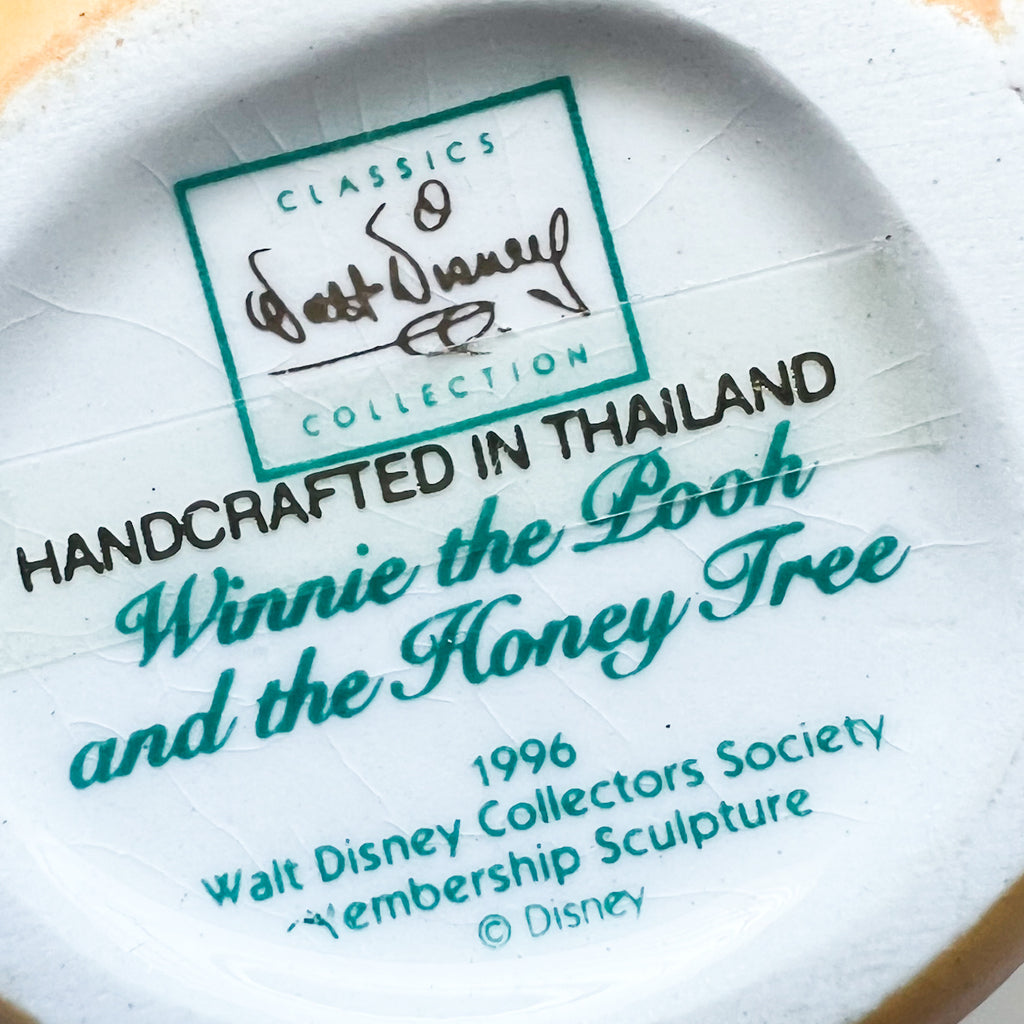 CLASSICS
Walt Disney
COLLECTION
HANDCRAFTED IN THAILAND
Winnie the Pooh
and the Honey Tree
1996
Walt Disney Collectors Society
Membership Sculpture
© Disney